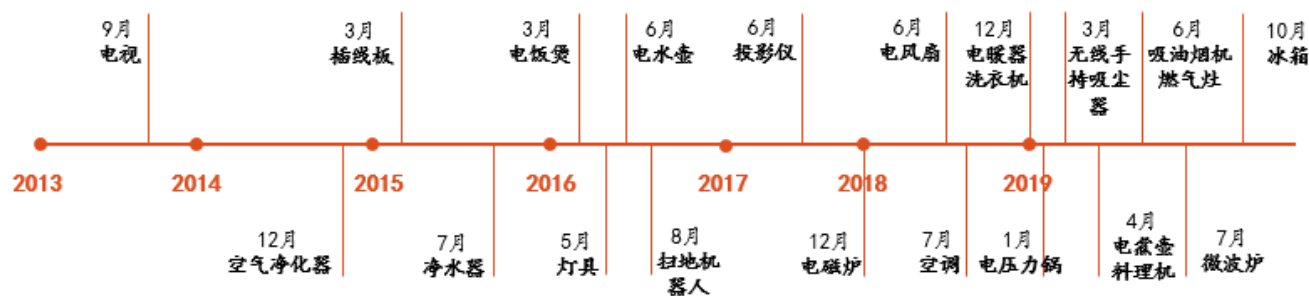 9月
电视
3月
插线板
3月
电饭煲
6月
电水壶
6月
投影仪
6月
电风扇
12月
电暖器
洗衣机
3月
无线手
持吸尘
器
6月
吸油烟机
燃气灶
10月
冰箱
2013
2014
2015
2016
2017
2018
2019
12月
空气净化器
7月
净水器
5月
灯具
8月
扫地机
器人
12月
电磁炉
7月
空调
1月
电压力锅
4月
电煮壶
料理机
7月
微波炉